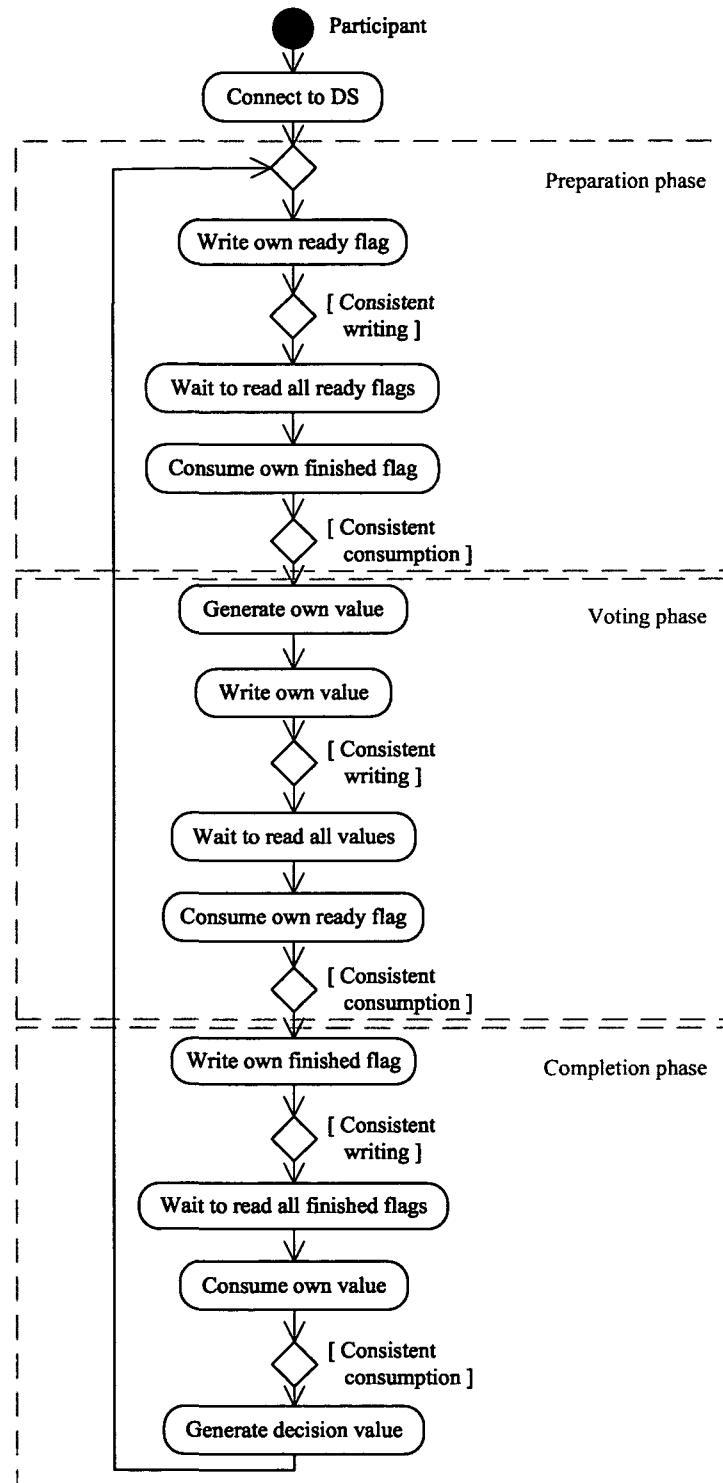 Participant
Connect to DS
Preparation phase
Write own ready flag
[ Consistent
writing ]
Wait to read all ready flags
Consume own finished flag
[ Consistent
consumption ]
Generate own value
Voting phase
Write own value
[ Consistent
writing ]
Wait to read all values
Consume own ready flag
[ Consistent
consumption ]
Write own finished flag
Completion phase
[ Consistent
writing ]
Wait to read all finished flags
Consume own value
[ Consistent
consumption ]
Generate decision value